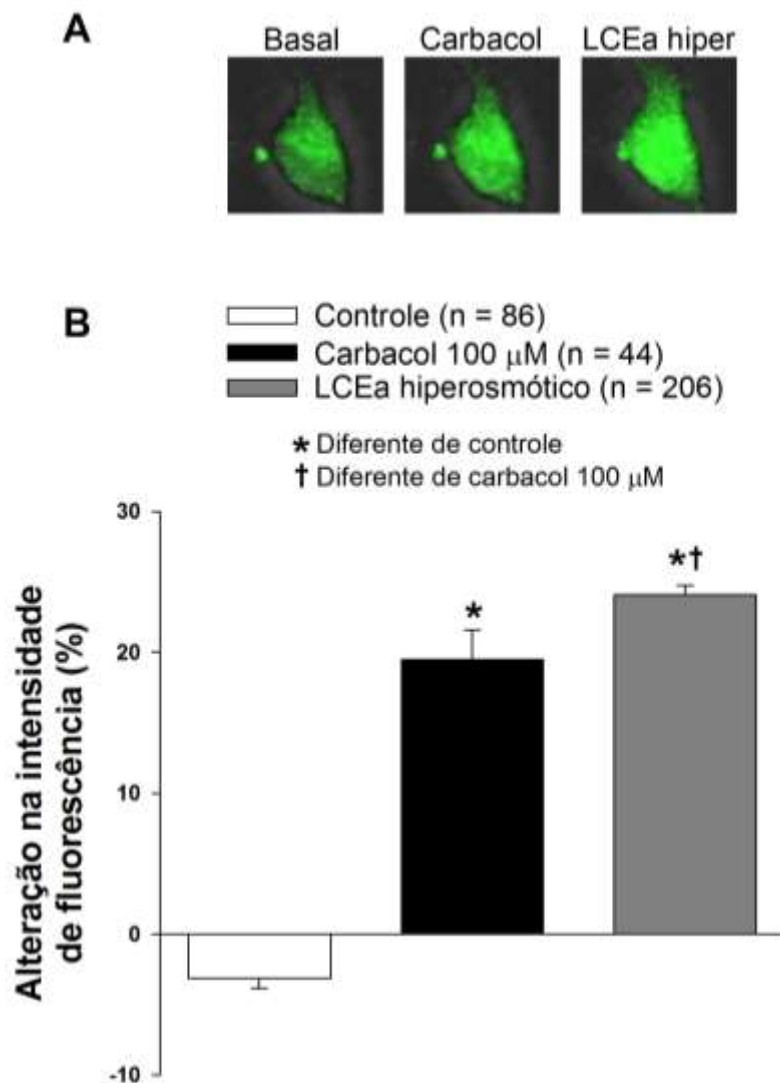 A
Basal
Carbacol
LCEa hiper
B
Controle (n = 86)
Carbacol 100 μM (n = 44)
LCEa hiperosmótico (n = 206)
* Diferente de controle
† Diferente de carbacol 100 μM
Alteração na intensidade
de fluorescência (%)
30
20
10
0
-10
*
*†